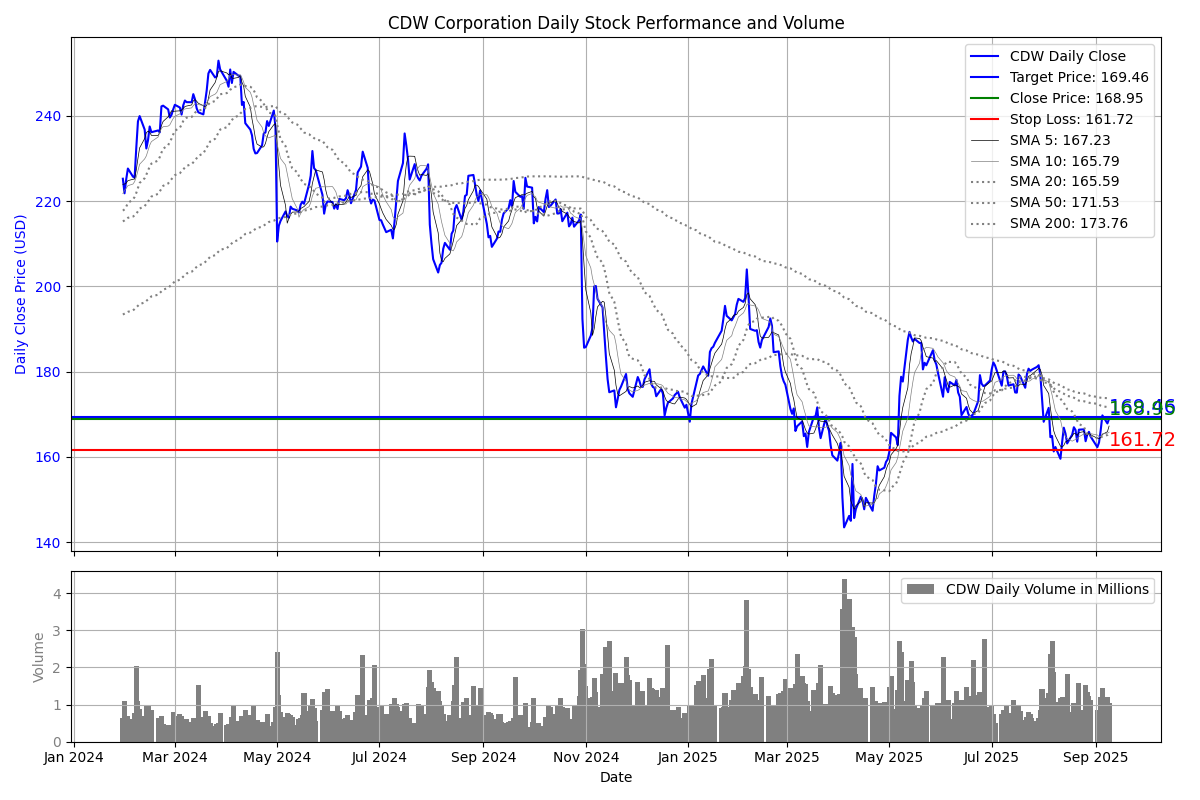 CDW Corporation Daily Stock Performance and Volume
CDW Daily Close
Target Price: 169.46
Close Price: 168.95
Stop Loss: 161.72
SMA 5: 167.23
SMA 10: 165.79
SMA 20: 165.59
SMA 50: 171.53
SMA 200: 173.76
Daily Close Price (USD)
240
220
200
180
160
140
169.46
168.95
161.72
CDW Daily Volume in Millions
Volume
4
3
2
1
0
Jan 2024
Mar 2024
May 2024
Jul 2024
Sep 2024
Nov 2024
Jan 2025
Mar 2025
May 2025
Jul 2025
Sep 2025
Date